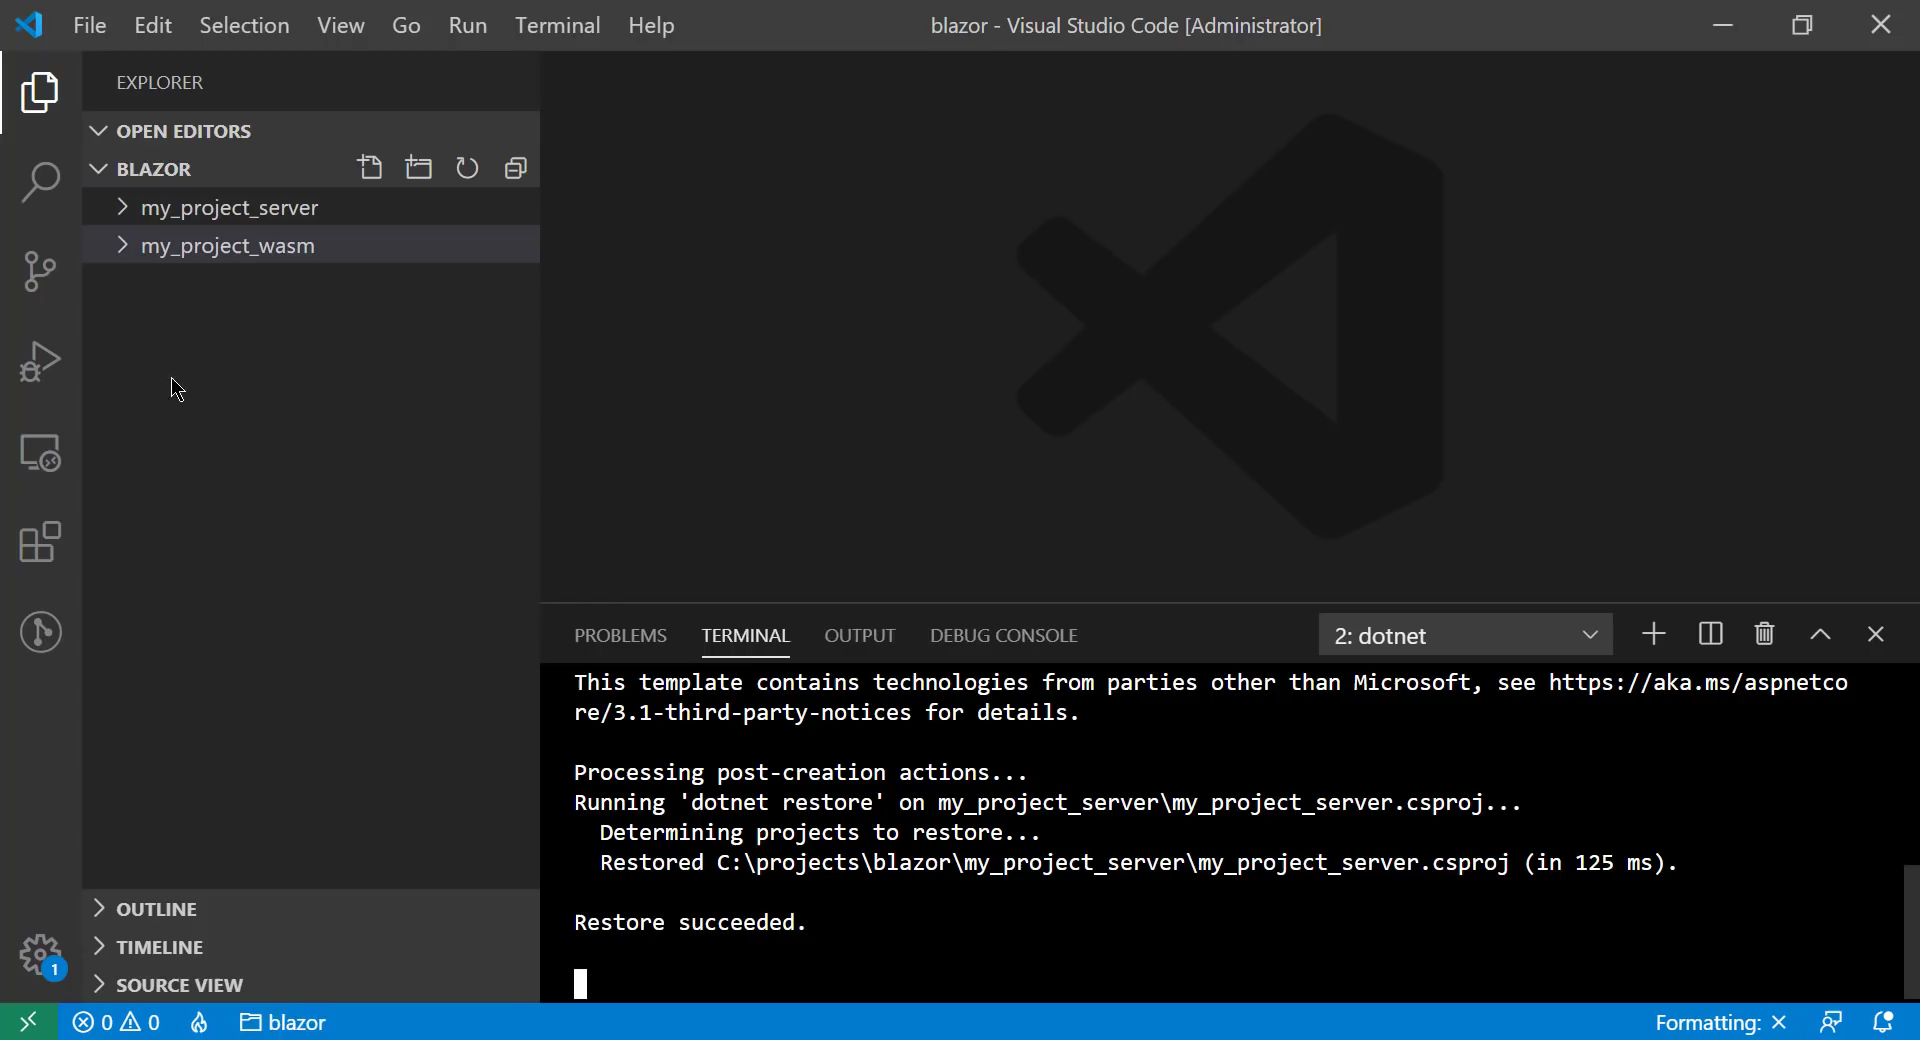 File Edit Selection View Go Run Terminal Help
blazor - Visual Studio Code [Administrator]
EXPLORER
OPEN EDITORS
BLAZOR
my_project_server
my_project_wasm
OUTLINE
TIMELINE
SOURCE VIEW
1
PROBLEMS TERMINAL OUTPUT DEBUG CONSOLE
2: dotnet
This template contains technologies from parties other than Microsoft, see https://aka.ms/aspnetco
re/3.1-third-party-notices for details.
Processing post-creation actions...
Running 'dotnet restore' on my_project_server\my_project_server.csproj...
Determining projects to restore...
Restored C:\projects\blazor\my_project_server\my_project_server.csproj (in 125 ms).
Restore succeeded.
0 0 blazor
Formatting: ×